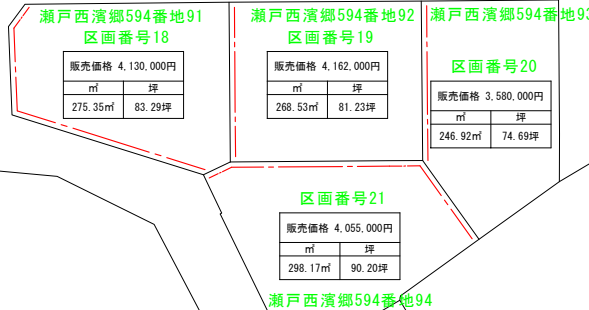 瀬戸西濱郷594番地91
区画番号18
販売価格 4,130,000円
㎡ 坪
275.35㎡ 83.29坪
瀬戸西濱郷594番地92
区画番号19
販売価格 4,162,000円
㎡ 坪
268.53㎡ 81.23坪
瀬戸西濱郷594番地93
区画番号20
販売価格 3,580,000円
㎡ 坪
246.92㎡ 74.69坪
区画番号21
販売価格 4,055,000円
㎡ 坪
298.17㎡ 90.20坪
瀬戸西濱郷594番地94